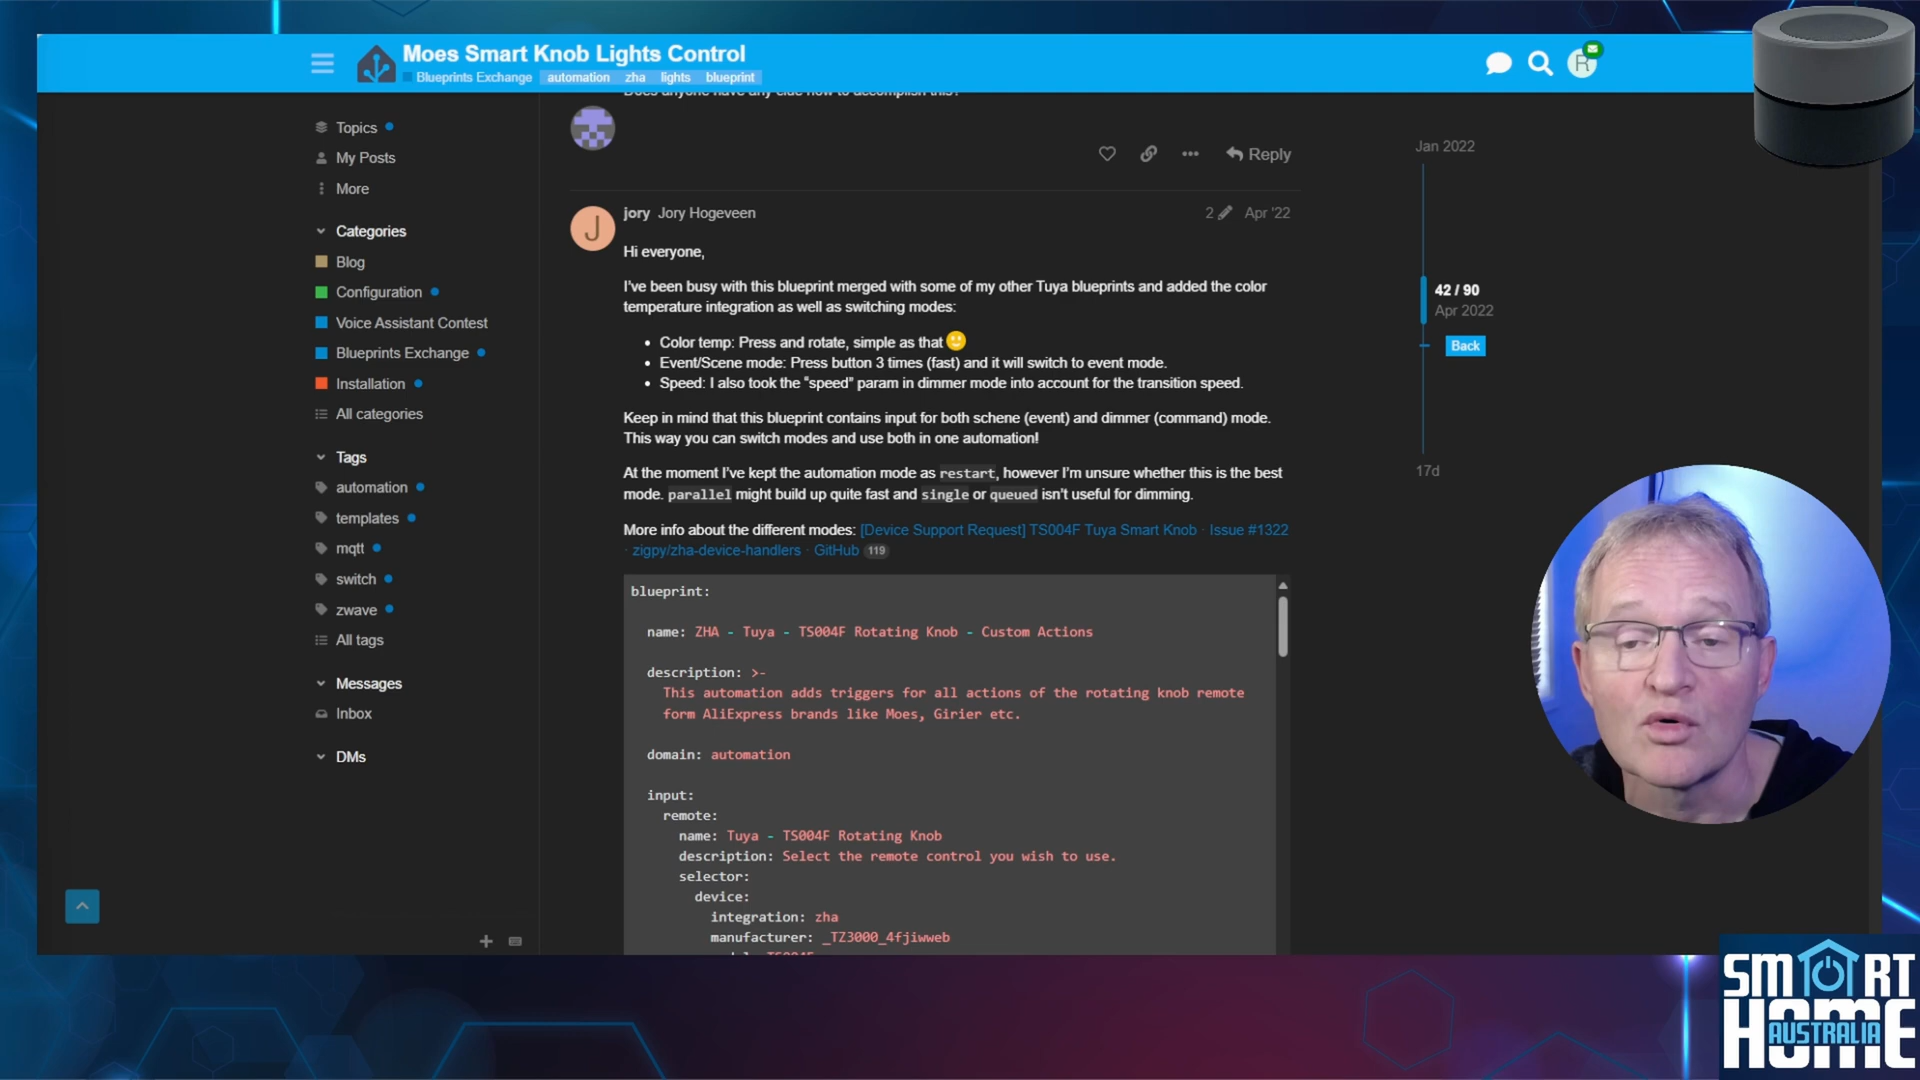 Moes Smart Knob Lights Control
Blueprints Exchange automation zha lights blueprint
R
Does anyone have any clue how to accomplish this?
Topics
My Posts
More
Categories
Blog
Configuration
Voice Assistant Contest
Blueprints Exchange
Installation
All categories
Tags
automation
templates
mqtt
switch
zwave
All tags
Messages
Inbox
DMs
Reply
J
jory Jory Hogeveen
2 Apr '22
Hi everyone,
I've been busy with this blueprint merged with some of my other Tuya blueprints and added the color
temperature integration as well as switching modes:
• Color temp: Press and rotate, simple as that 🙂
• Event/Scene mode: Press button 3 times (fast) and it will switch to event mode.
• Speed: I also took the “speed” param in dimmer mode into account for the transition speed.
Keep in mind that this blueprint contains input for both schene (event) and dimmer (command) mode.
This way you can switch modes and use both in one automation!
At the moment I've kept the automation mode as restart, however I'm unsure whether this is the best
mode. parallel might build up quite fast and single or queued isn't useful for dimming.
More info about the different modes: [Device Support Request] TS004F Tuya Smart Knob · Issue #1322
· zigpy/zha-device-handlers · GitHub 119
blueprint:
name: ZHA - Tuya - TS004F Rotating Knob - Custom Actions
description: >-
This automation adds triggers for all actions of the rotating knob remote
form AliExpress brands like Moes, Girier etc.
domain: automation
input:
remote:
name: Tuya - TS004F Rotating Knob
description: Select the remote control you wish to use.
selector:
device:
integration: zha
manufacturer: _TZ3000_4fjiwweb
Jan 2022
42 / 90
Apr 2022
Back
17d
SMART
HOME
AUSTRALIA